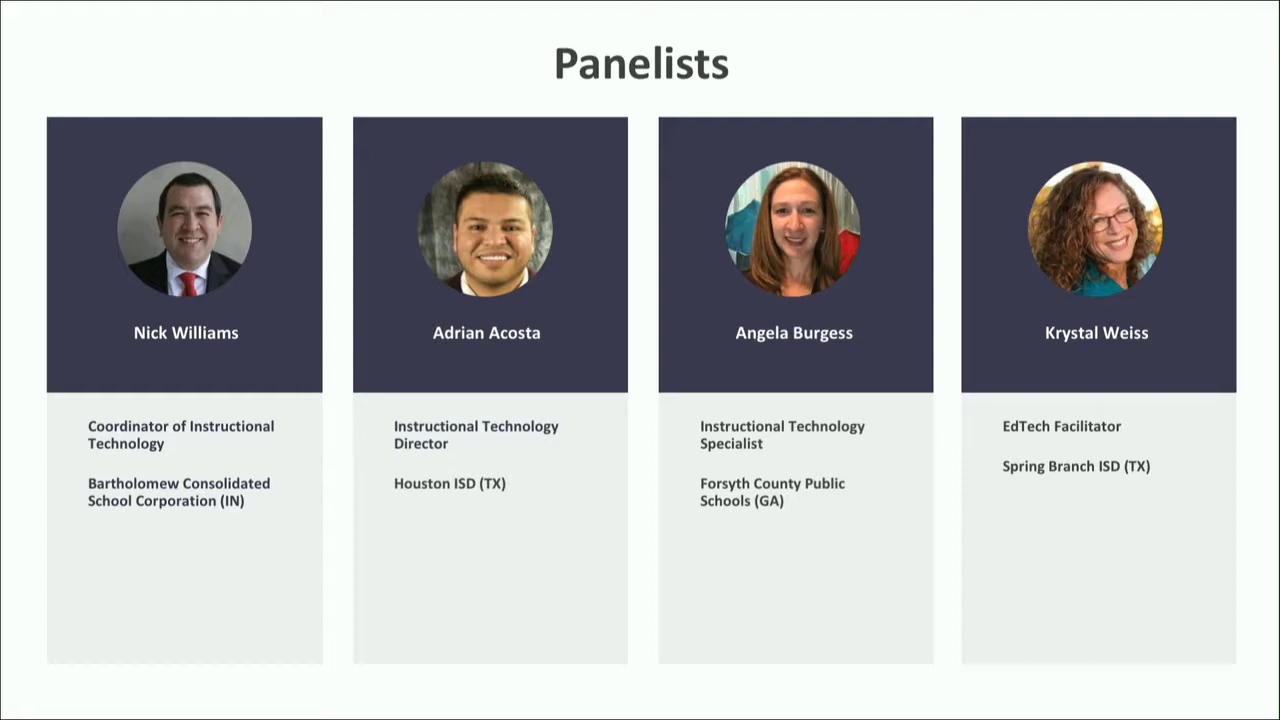 Panelists
Nick Williams
Coordinator of Instructional
Technology
Bartholomew Consolidated
School Corporation (IN)
Adrian Acosta
Instructional Technology
Director
Houston ISD (TX)
Angela Burgess
Instructional Technology
Specialist
Forsyth County Public
Schools (GA)
Krystal Weiss
EdTech Facilitator
Spring Branch ISD (TX)